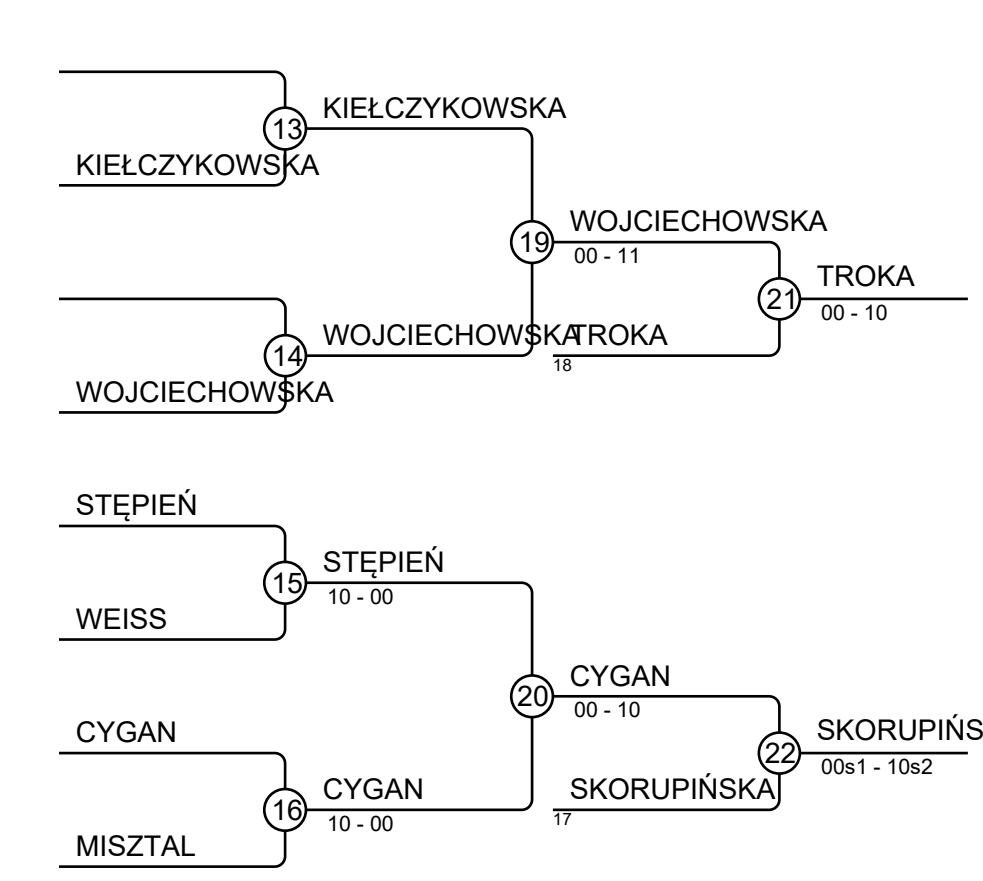 KIEŁCZYKOWSKA
13
KIEŁCZYKOWSKA
WOJCIECHOWSKA
19
00 - 11
TROKA
21
00 - 10
WOJCIECHOWSKA
TROKA
14
18
WOJCIECHOWSKA
STĘPIEŃ
STĘPIEŃ
15
10 - 00
WEISS
CYGAN
20
00 - 10
CYGAN
SKORUPIŃS
22
00s1 - 10s2
CYGAN
SKORUPIŃSKA
16
10 - 00
17
MISZTAL